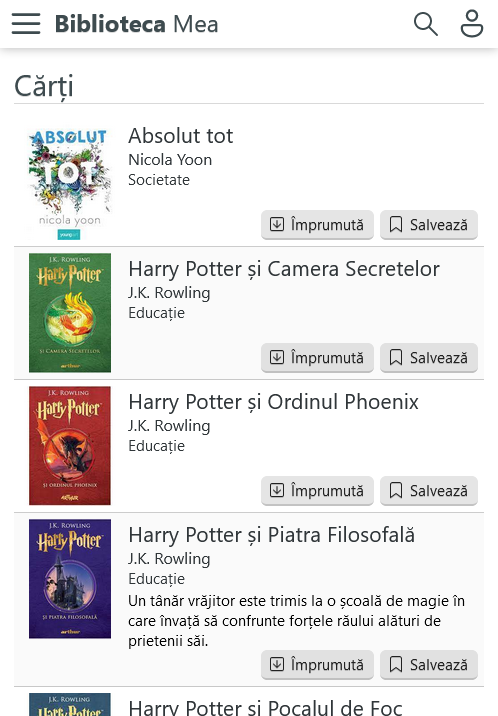 Biblioteca Mea
Cărți
ABSOLUT
TOT
nicola yoon
young
Absolut tot
Nicola Yoon
Societate
Împrumută
Salvează
J.K. ROWLING
Harry Potter
ȘI CAMERA SECRETELOR
arthur
Harry Potter și Camera Secretelor
J.K. Rowling
Educație
Împrumută
Salvează
J.K. ROWLING
Harry Potter
ȘI ORDINUL PHOENIX
ARTHUR
Harry Potter și Ordinul Phoenix
J.K. Rowling
Educație
Împrumută
Salvează
J.K. ROWLING
Harry Potter
ȘI PIATRA FILOSOFALĂ
arthur
Harry Potter și Piatra Filosofală
J.K. Rowling
Educație
Un tânăr vrăjitor este trimis la o școală de magie în
care învață să confrunte forțele răului alături de
prietenii săi.
Împrumută
Salvează
J.K. ROWLING
Harry Potter și Pocalul de Foc